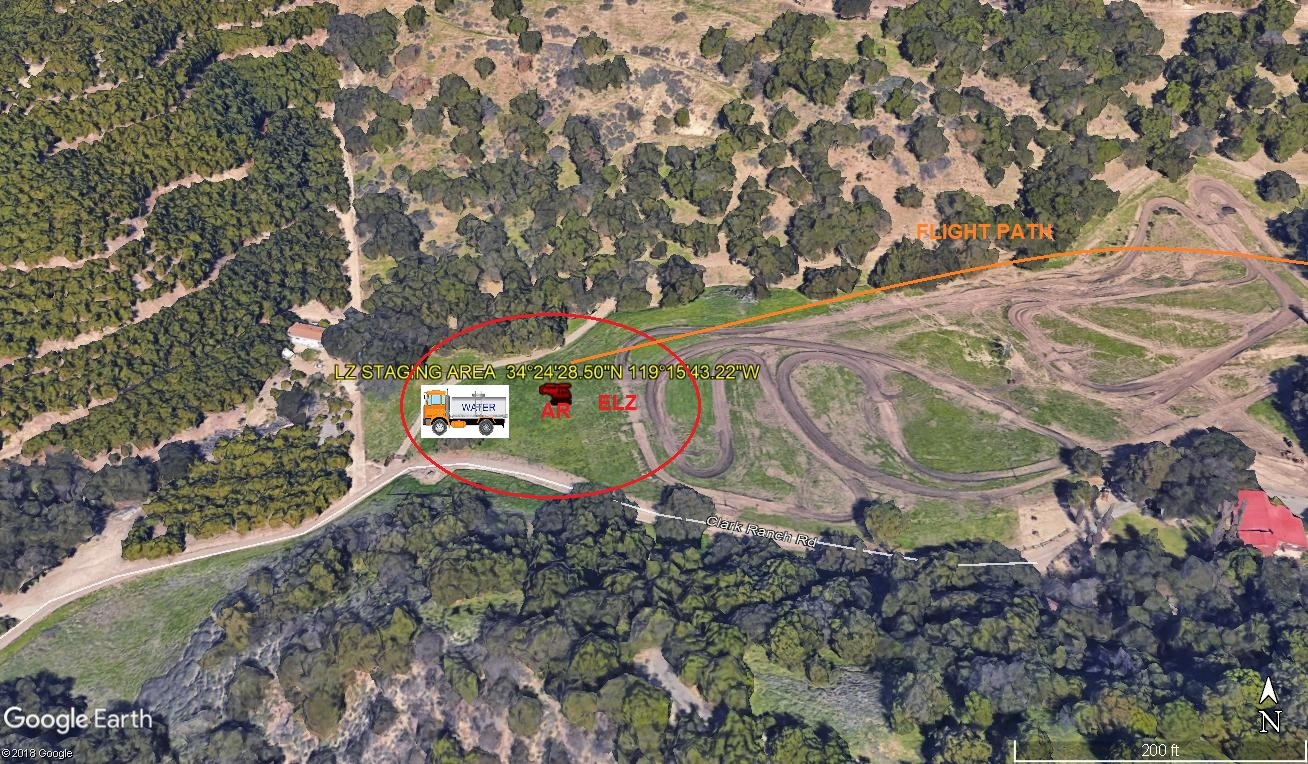 FLIGHT PATH
LZ STAGING AREA  34°24'28.50"N 119°15'43.22"W
WATER
AR
ELZ
Clark Ranch Rd
Google Earth
©2018 Google
N
200 ft